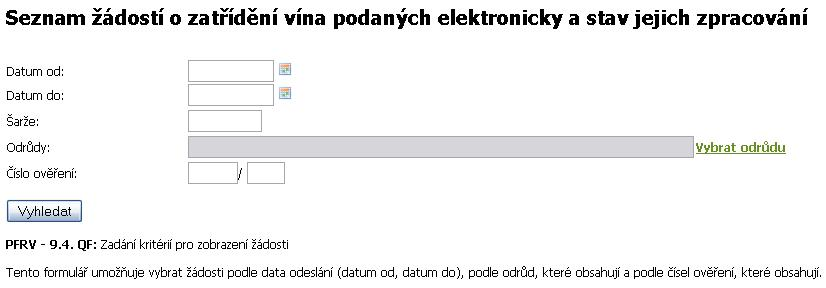 Seznam žádostí o zatřídění vína podaných elektronicky a stav jejich zpracování
Datum od:
Datum do:
Šarže:
Odrůdy: Vybrat odrůdu
Číslo ověření: /
Vyhledat
PFRV - 9.4. QF: Zadání kritérií pro zobrazení žádosti
Tento formulář umožňuje vybrat žádosti podle data odeslání (datum od, datum do), podle odrůd, které obsahují a podle čísel ověření, které obsahují.